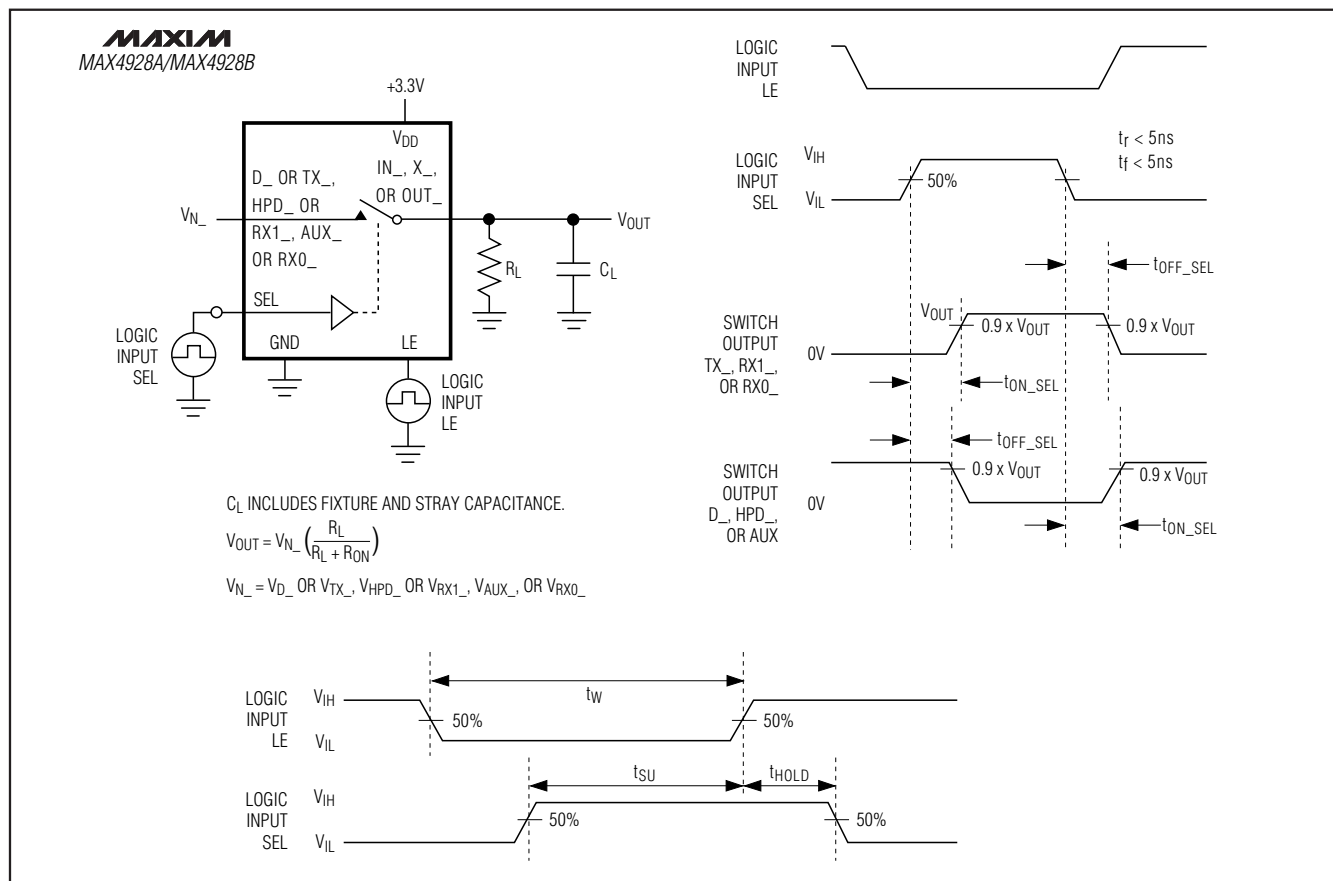 MAXIM
MAX4928A/MAX4928B
+3.3V
VDD
D_ OR TX_,
HPD_ OR
RX1_, AUX_
OR RX0_
IN_, X_,
OR OUT_
VN_
VOUT
RL
CL
SEL
GND
LE
LOGIC
INPUT
SEL
LOGIC
INPUT
LE
CL INCLUDES FIXTURE AND STRAY CAPACITANCE.
VOUT = VN_ (RL / (RL + RON))
VN_ = VD_ OR VTX_, VHPD_ OR VRX1_, VAUX_, OR VRX0_
LOGIC
INPUT
LE
tr < 5ns
tf < 5ns
LOGIC
INPUT
SEL
VIH
VIL
50%
tOFF_SEL
SWITCH
OUTPUT
TX_, RX1_,
OR RX0_
VOUT
0V
0.9 x VOUT
0.9 x VOUT
tON_SEL
tOFF_SEL
SWITCH
OUTPUT
D_, HPD_,
OR AUX
0V
0.9 x VOUT
0.9 x VOUT
tON_SEL
LOGIC
INPUT
LE
VIH
VIL
tW
50%
50%
LOGIC
INPUT
SEL
VIH
VIL
tSU
tHOLD
50%
50%